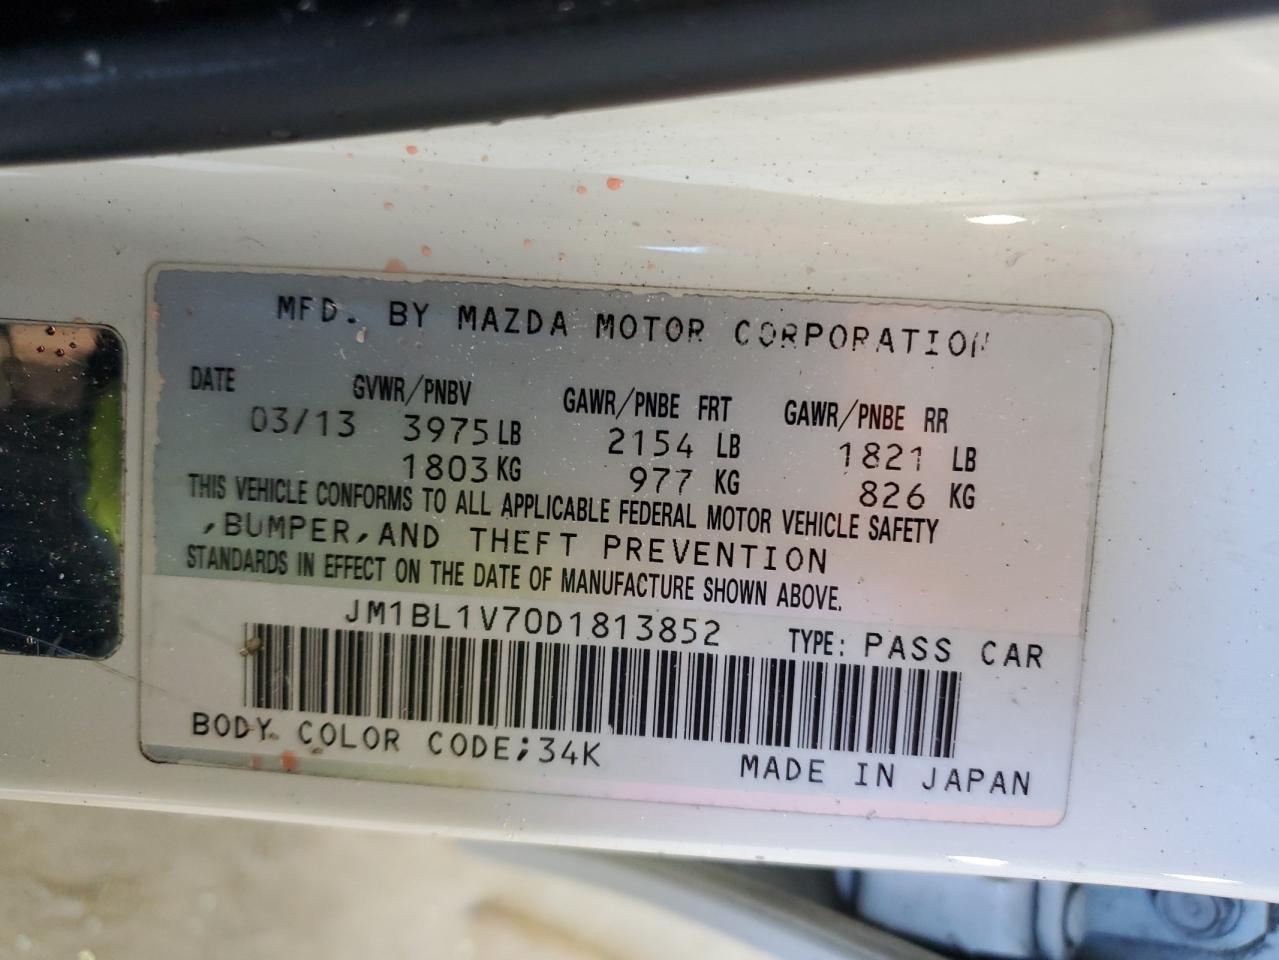 MFD. BY MAZDA MOTOR CORPORATION
DATE GVWR/PNBV GAWR/PNBE FRT GAWR/PNBE RR
03/13 3975 LB 2154 LB 1821 LB
1803 KG 977 KG 826 KG
THIS VEHICLE CONFORMS TO ALL APPLICABLE FEDERAL MOTOR VEHICLE SAFETY
,BUMPER,AND THEFT PREVENTION
STANDARDS IN EFFECT ON THE DATE OF MANUFACTURE SHOWN ABOVE.
JM1BL1V70D1813852 TYPE: PASS CAR
BODY COLOR CODE;34K
MADE IN JAPAN